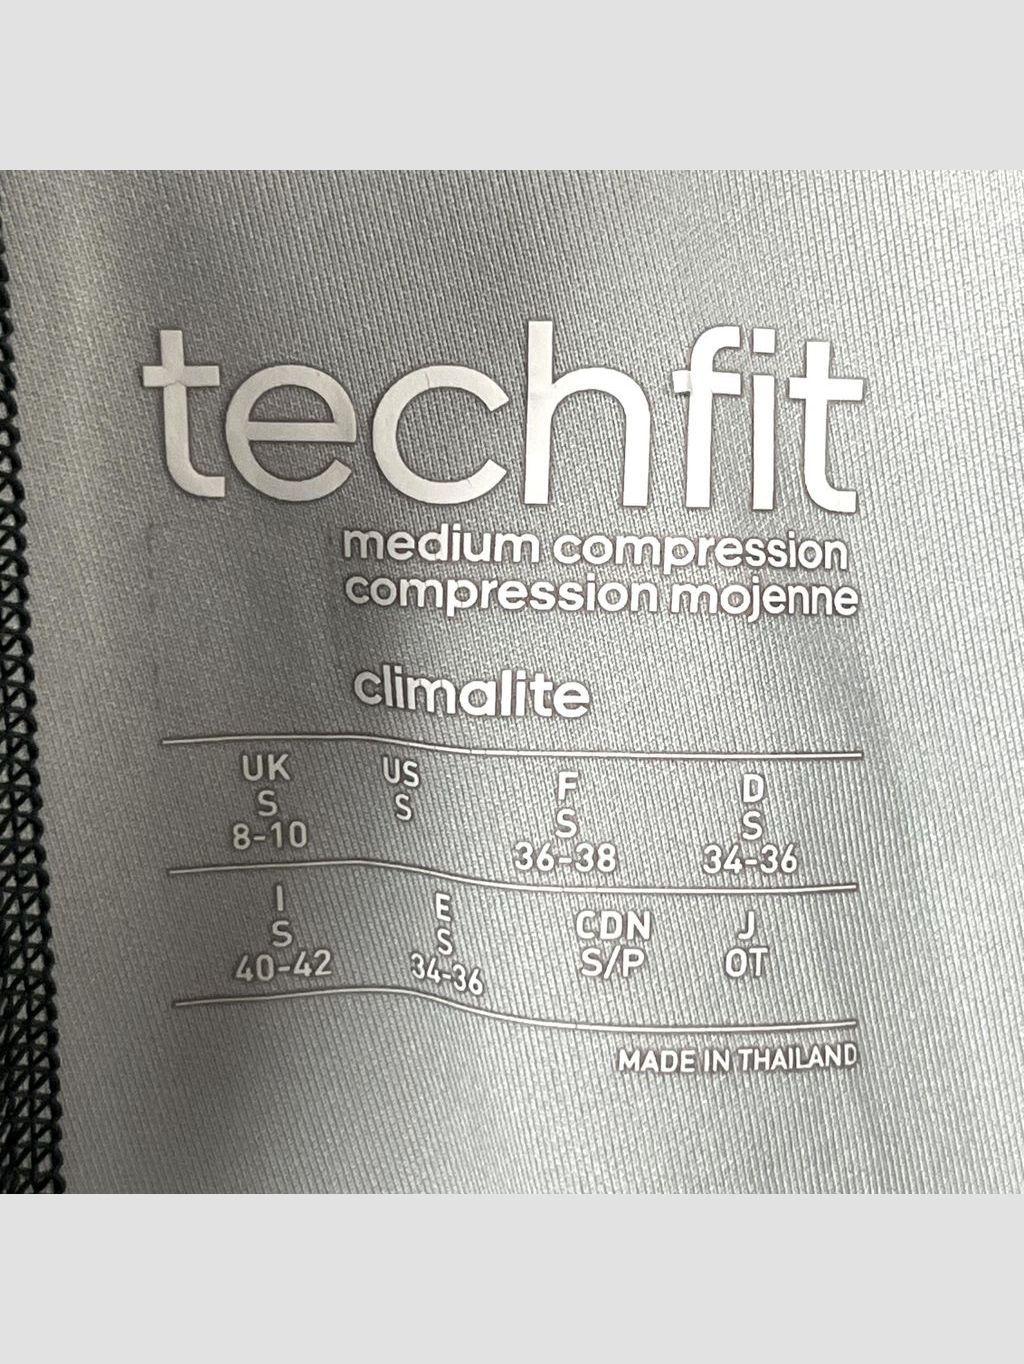 techfit
medium compression
compression mojenne
climalite
UK US F D
S S S S
8-10 36-38 34-36
I E CDN J
S S S/P OT
40-42 34-36
MADE IN THAILAND